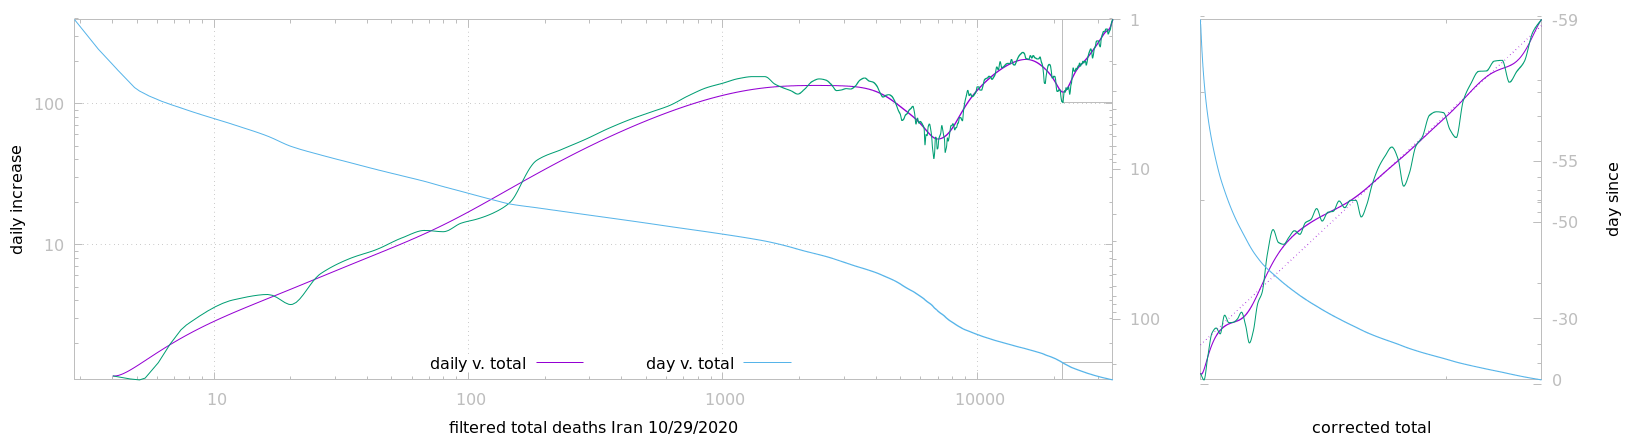 1
-59
100
10
-55
-50
daily increase
day since
10
100
-30
daily v. total
day v. total
0
10
100
1000
10000
filtered total deaths Iran 10/29/2020
corrected total